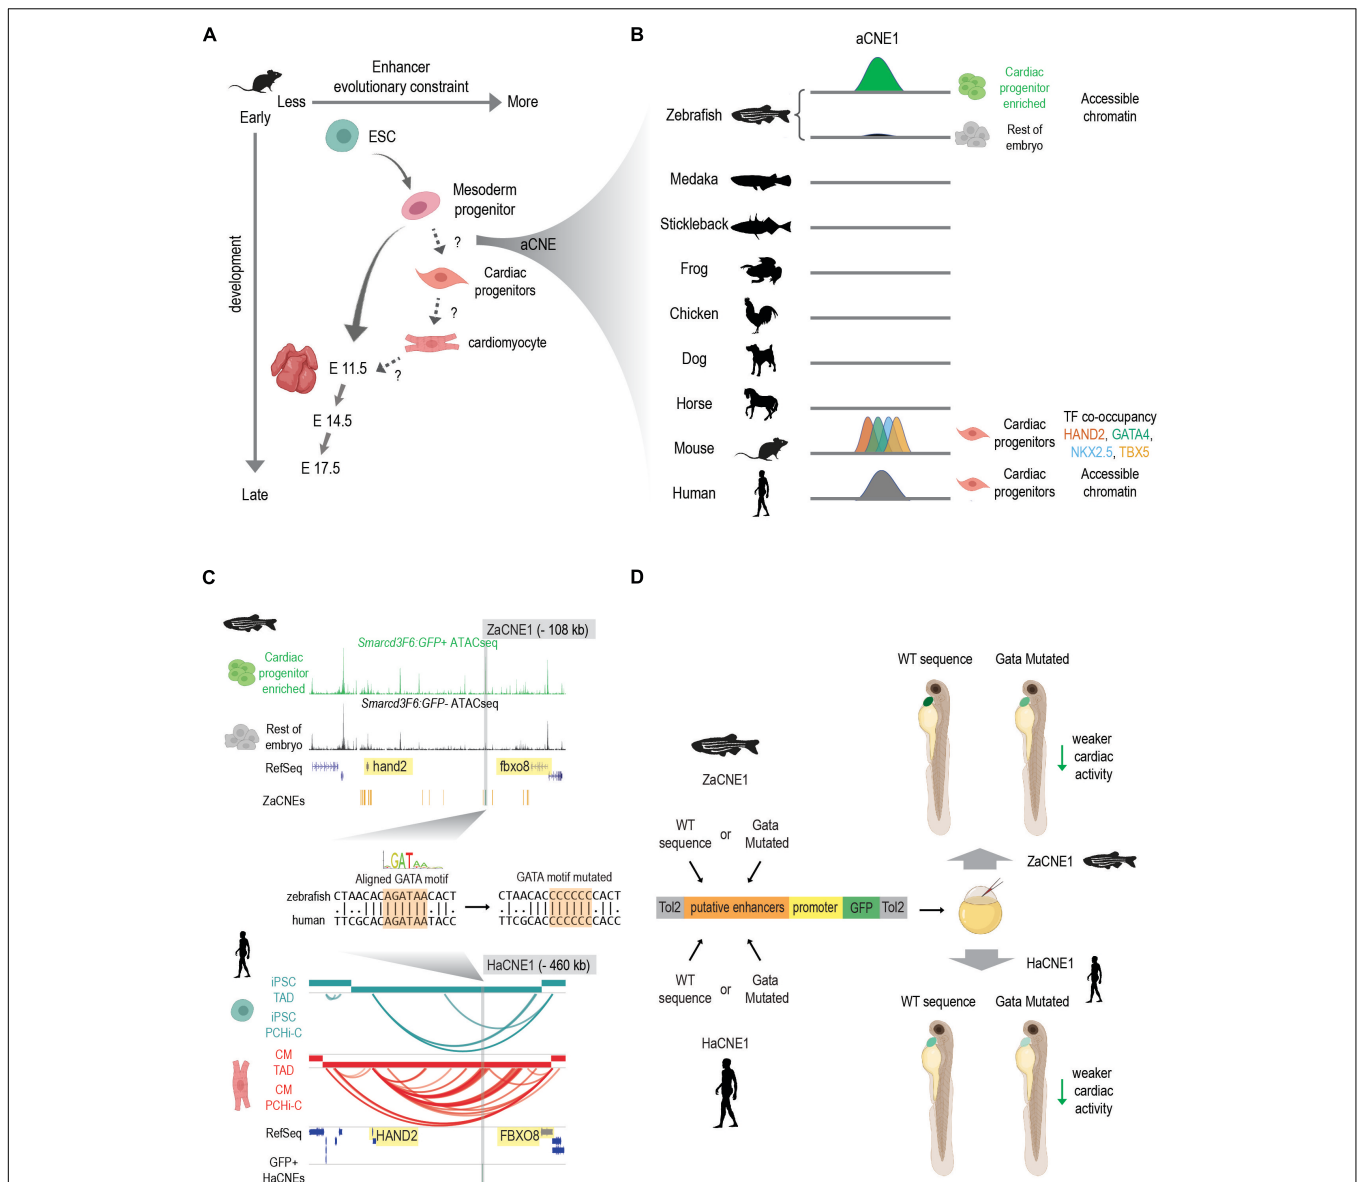 A
Enhancer
evolutionary constraint
Less
More
Early
ESC
Mesoderm
progenitor
?
aCNE
Cardiac
progenitors
?
cardiomyocyte
?
development
E 11.5
E 14.5
E 17.5
Late
B
aCNE1
Zebrafish
Cardiac
progenitor
enriched
Rest of
embryo
Accessible
chromatin
Medaka
Stickleback
Frog
Chicken
Dog
Horse
Mouse
Cardiac
progenitors
TF co-occupancy
HAND2, GATA4,
NKX2.5, TBX5
Human
Cardiac
progenitors
Accessible
chromatin
C
ZaCNE1 (- 108 kb)
Smarcd3F6:GFP+ ATACseq
Cardiac
progenitor
enriched
Smarcd3F6:GFP- ATACseq
Rest of
embryo
RefSeq
hand2
fbxo8
ZaCNEs
GAT
Aligned GATA motif
GATA motif mutated
zebrafish CTAACACAGATAACACT
CTAACACCCCCCCCACT
human TTCGCACAGATAATACC
TTCGCACCCCCCCCACC
HaCNE1 (- 460 kb)
iPSC
TAD
iPSC
PCHi-C
CM
TAD
CM
PCHi-C
RefSeq
HAND2
FBXO8
GFP+
HaCNEs
D
ZaCNE1
WT
sequence
or
Gata
Mutated
Tol2
putative enhancers
promoter
GFP
Tol2
WT
sequence
or
Gata
Mutated
HaCNE1
WT sequence
Gata Mutated
weaker
cardiac
activity
ZaCNE1
HaCNE1
WT sequence
Gata Mutated
weaker
cardiac
activity